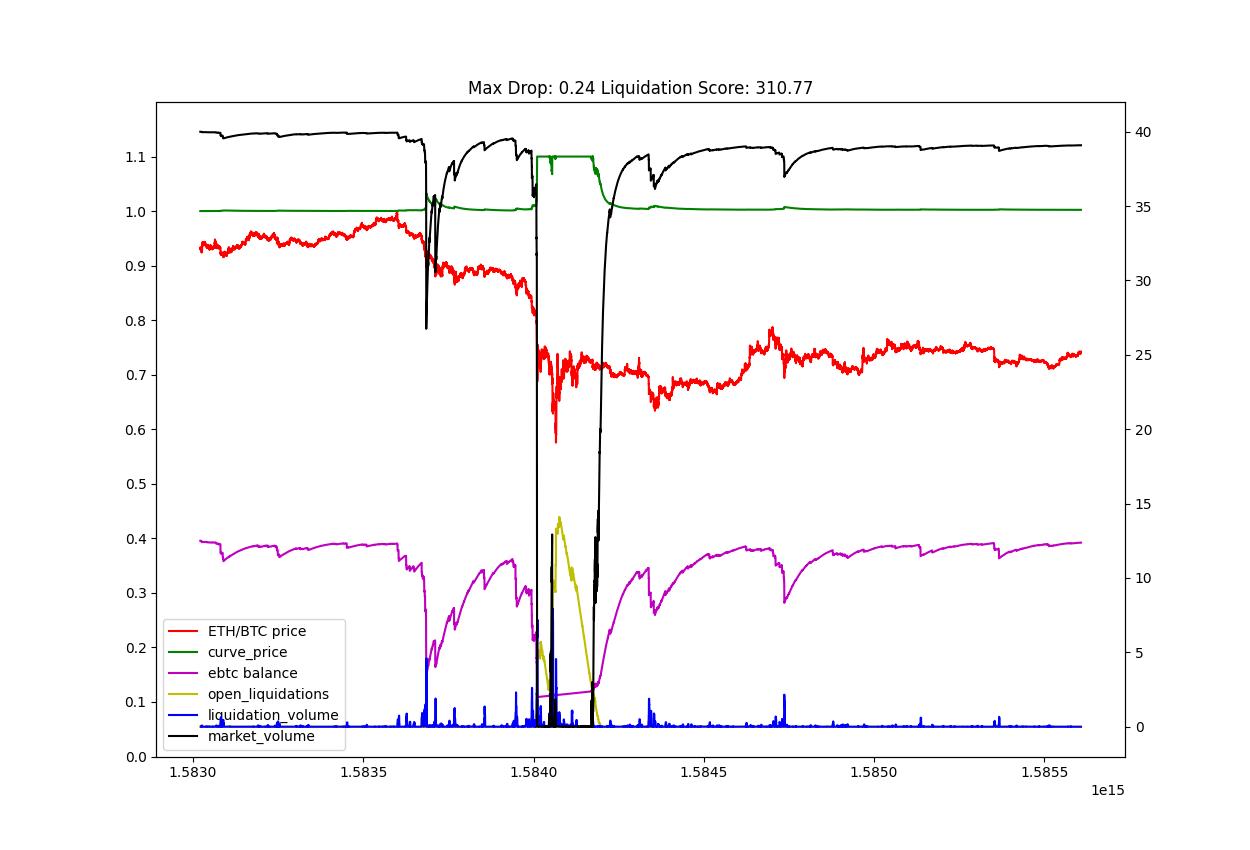 Max Drop: 0.24 Liquidation Score: 310.77
1.1
1.0
0.9
0.8
0.7
0.6
0.5
0.4
0.3
0.2
0.1
0.0
40
35
30
25
20
15
10
5
0
ETH/BTC price
curve_price
ebtc balance
open_liquidations
liquidation_volume
market_volume
1.5830 1.5835 1.5840 1.5845 1.5850 1.5855
1e15